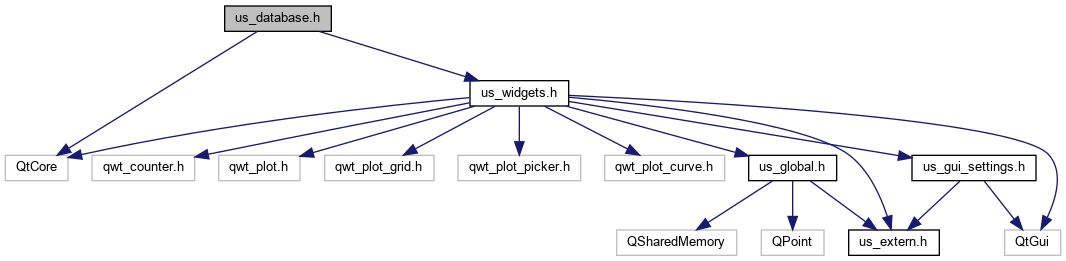 us_database.h
us_widgets.h
QtCore
qwt_counter.h
qwt_plot.h
qwt_plot_grid.h
qwt_plot_picker.h
qwt_plot_curve.h
us_global.h
us_gui_settings.h
QSharedMemory
QPoint
us_extern.h
QtGui